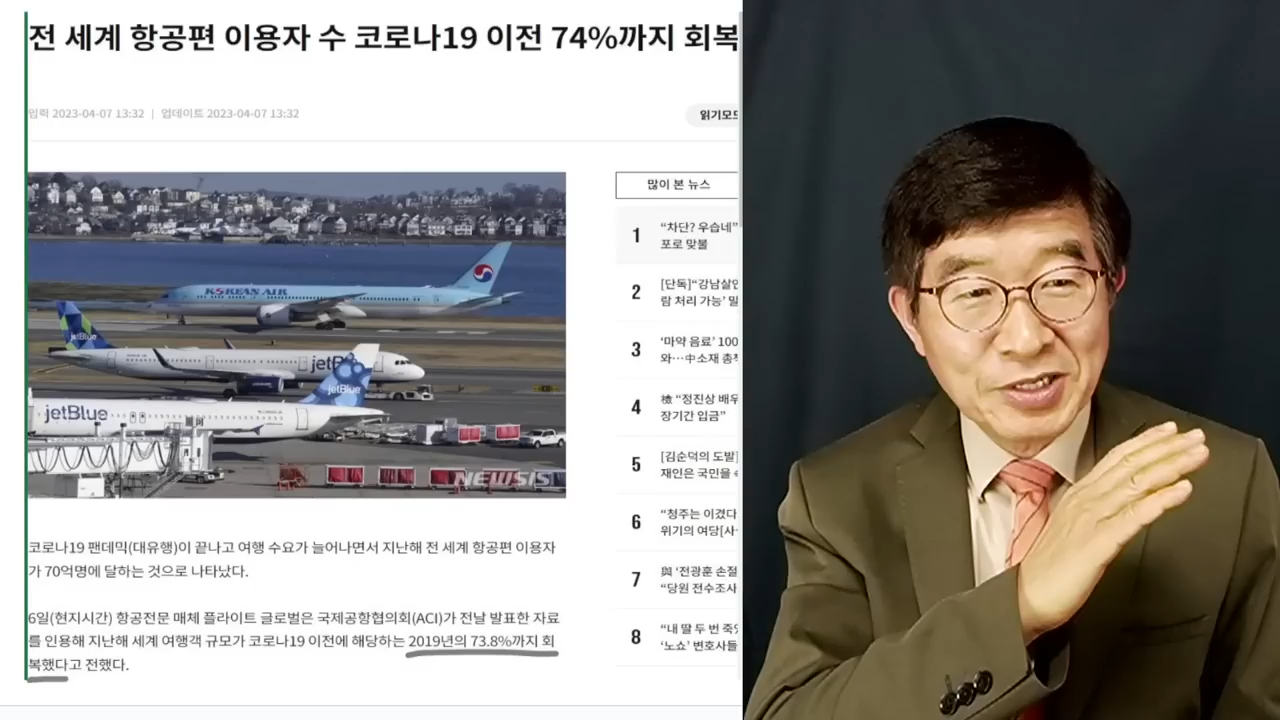 전 세계 항공편 이용자 수 코로나19 이전 74%까지 회복
입력 2023-04-07 13:32 | 업데이트 2023-04-07 13:32
읽기모드
KOREAN AIR
jetBlue
jetBlue
jetBlue
jetBlue
NEWSIS
코로나19 팬데믹(대유행)이 끝나고 여행 수요가 늘어나면서 지난해 전 세계 항공편 이용자
가 70억명에 달하는 것으로 나타났다.
6일(현지시간) 항공전문 매체 플라이트 글로벌은 국제공항협의회(ACI)가 전날 발표한 자료
를 인용해 지난해 세계 여행객 규모가 코로나19 이전에 해당하는 2019년의 73.8%까지 회
복했다고 전했다.
많이 본 뉴스
1 “차단? 우습네”
포로 맞불
2 [단독]“강남살인
람 처리 가능’
3 ‘마약 음료’ 100
와…中소재 총책
4 檢 “정진상 배우
장기간 입금”
5 [김순덕의 도발]
재인은 국민을
6 “청주는 이겼다
위기의 여당[사
7 與 ‘전광훈 손절
“당원 전수조사
8 “내 딸 두 번 죽
‘노쇼’ 변호사들